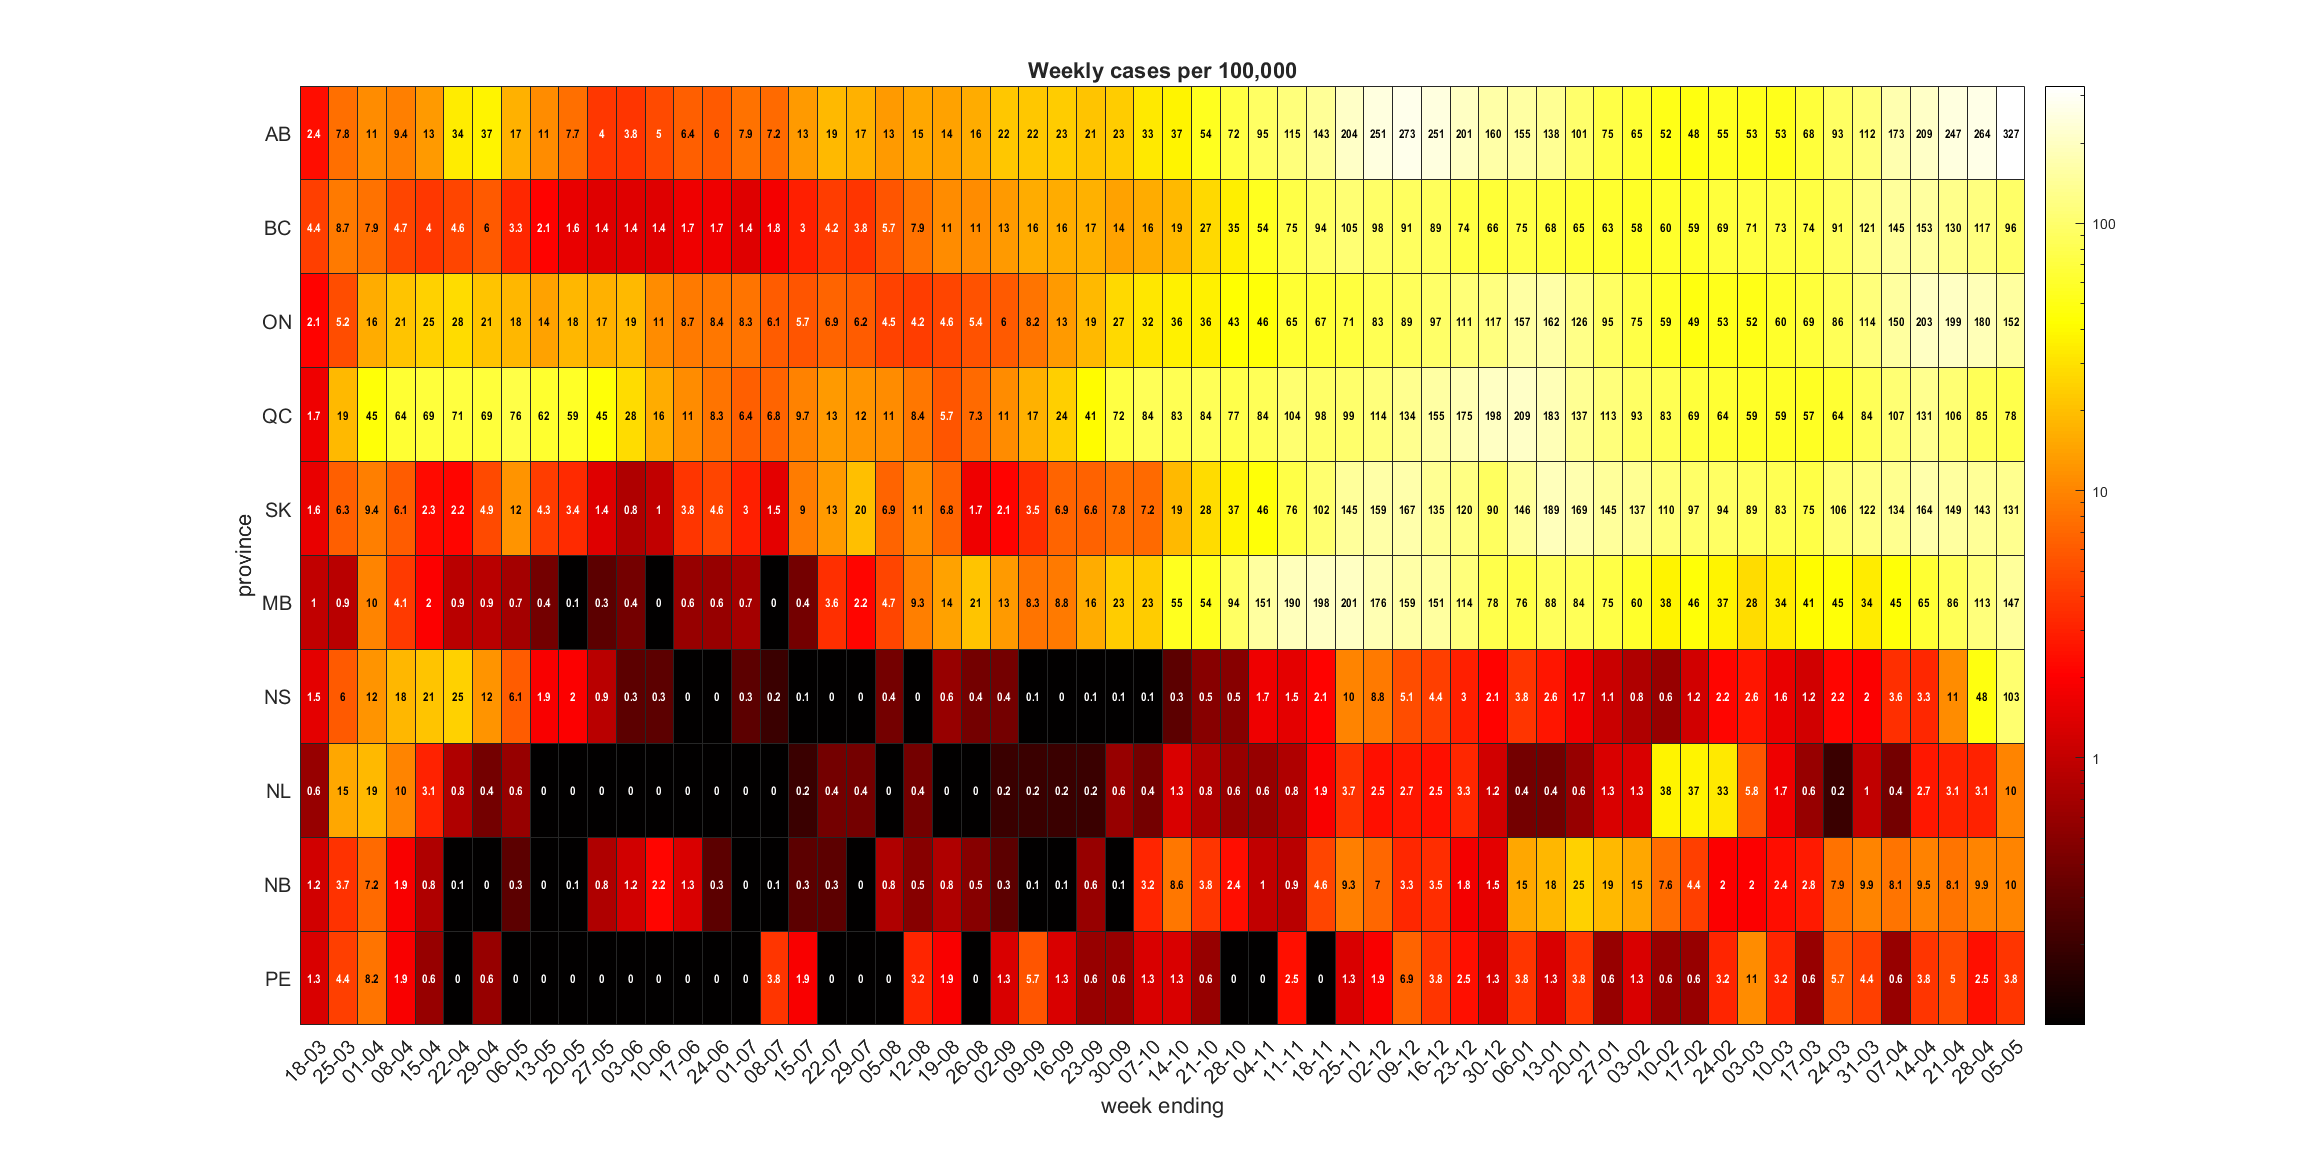 Weekly cases per 100,000
province
AB 2.4 7.8 11 9.4 13 34 37 17 11 7.7 4 3.8 5 6.4 6 7.9 7.2 13 19 17 13 15 14 16 22 22 23 21 23 33 37 54 72 95 115 143 204 251 273 251 201 160 155 138 101 75 65 52 48 55 53 53 68 93 112 173 209 247 264 327
BC 4.4 8.7 7.9 4.7 4 4.6 6 3.3 2.1 1.6 1.4 1.4 1.4 1.7 1.7 1.4 1.8 3 4.2 3.8 5.7 7.9 11 11 13 16 16 17 14 16 19 27 35 54 75 94 105 98 91 89 74 66 75 68 65 63 58 60 59 69 71 73 74 91 121 145 153 130 117 96
ON 2.1 5.2 16 21 25 28 21 18 14 18 17 19 11 8.7 8.4 8.3 6.1 5.7 6.9 6.2 4.5 4.2 4.6 5.4 6 8.2 13 19 27 32 36 36 43 46 65 67 71 83 89 97 111 117 157 162 126 95 75 59 49 53 52 60 69 86 114 150 203 199 180 152
QC 1.7 19 45 64 69 71 69 76 62 59 45 28 16 11 8.3 6.4 6.8 9.7 13 12 11 8.4 5.7 7.3 11 17 24 41 72 84 83 84 77 84 104 98 99 114 134 155 175 198 209 183 137 113 93 83 69 64 59 59 57 64 84 107 131 106 85 78
SK 1.6 6.3 9.4 6.1 2.3 2.2 4.9 12 4.3 3.4 1.4 0.8 1 3.8 4.6 3 1.5 9 13 20 6.9 11 6.8 1.7 2.1 3.5 6.9 6.6 7.8 7.2 19 28 37 46 76 102 145 159 167 135 120 90 146 189 169 145 137 110 97 94 89 83 75 106 122 134 164 149 143 131
MB 1 0.9 10 4.1 2 0.9 0.9 0.7 0.4 0.1 0.3 0.4 0 0.6 0.6 0.7 0 0.4 3.6 2.2 4.7 9.3 14 21 13 8.3 8.8 16 23 23 55 54 94 151 190 198 201 176 159 151 114 78 76 88 84 75 60 38 46 37 28 34 41 45 34 45 65 86 113 147
NS 1.5 6 12 18 21 25 12 6.1 1.9 2 0.9 0.3 0.3 0 0 0.3 0.2 0.1 0 0 0.4 0 0.6 0.4 0.4 0.1 0 0.1 0.1 0.1 0.3 0.5 0.5 1.7 1.5 2.1 10 8.8 5.1 4.4 3 2.1 3.8 2.6 1.7 1.1 0.8 0.6 1.2 2.2 2.6 1.6 1.2 2.2 2 3.6 3.3 11 48 103
NL 0.6 15 19 10 3.1 0.8 0.4 0.6 0 0 0 0 0 0 0 0 0 0.2 0.4 0.4 0 0.4 0 0 0.2 0.2 0.2 0.2 0.6 0.4 1.3 0.8 0.6 0.6 0.8 1.9 3.7 2.5 2.7 2.5 3.3 1.2 0.4 0.4 0.6 1.3 1.3 38 37 33 5.8 1.7 0.6 0.2 1 0.4 2.7 3.1 3.1 10
NB 1.2 3.7 7.2 1.9 0.8 0.1 0 0.3 0 0.1 0.8 1.2 2.2 1.3 0.3 0 0.1 0.3 0.3 0 0.8 0.5 0.8 0.5 0.3 0.1 0.1 0.6 0.1 3.2 8.6 3.8 2.4 1 0.9 4.6 9.3 7 3.3 3.5 1.8 1.5 15 18 25 19 15 7.6 4.4 2 2 2.4 2.8 7.9 9.9 8.1 9.5 8.1 9.9 10
PE 1.3 4.4 8.2 1.9 0.6 0 0.6 0 0 0 0 0 0 0 0 0 3.8 1.9 0 0 0 3.2 1.9 0 1.3 5.7 1.3 0.6 0.6 1.3 1.3 0.6 0 0 2.5 0 1.3 1.9 6.9 3.8 2.5 1.3 3.8 1.3 3.8 0.6 1.3 0.6 0.6 3.2 11 3.2 0.6 5.7 4.4 0.6 3.8 5 2.5 3.8
18-03 25-03 01-04 08-04 15-04 22-04 29-04 06-05 13-05 20-05 27-05 03-06 10-06 17-06 24-06 01-07 08-07 15-07 22-07 29-07 05-08 12-08 19-08 26-08 02-09 09-09 16-09 23-09 30-09 07-10 14-10 21-10 28-10 04-11 11-11 18-11 25-11 02-12 09-12 16-12 23-12 30-12 06-01 13-01 20-01 27-01 03-02 10-02 17-02 24-02 03-03 10-03 17-03 24-03 31-03 07-04 14-04 21-04 28-04 05-05
week ending
100
10
1